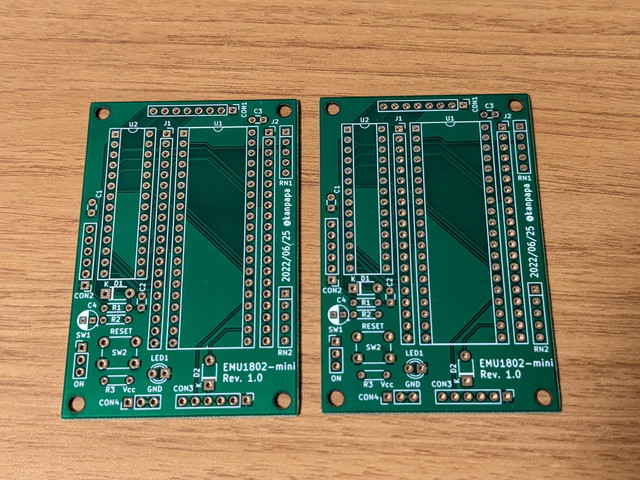 CON1
C3
U2
J1
U1
J2
RN1
C1
2022/06/25 @kanpapa
CON2
K D1
C2
C4
R1
R2
RESET
SW1
SW2
RN2
LED1
D2
K
EMU1802-mini
Rev. 1.0
ON
R3
Vcc
GND
CON3
CON4
CON1
C3
U2
J1
U1
J2
RN1
C1
2022/06/25 @kanpapa
CON2
K D1
C2
C4
R1
R2
RESET
SW1
SW2
RN2
LED1
D2
K
EMU1802-mini
Rev. 1.0
ON
R3
Vcc
GND
CON3
CON4